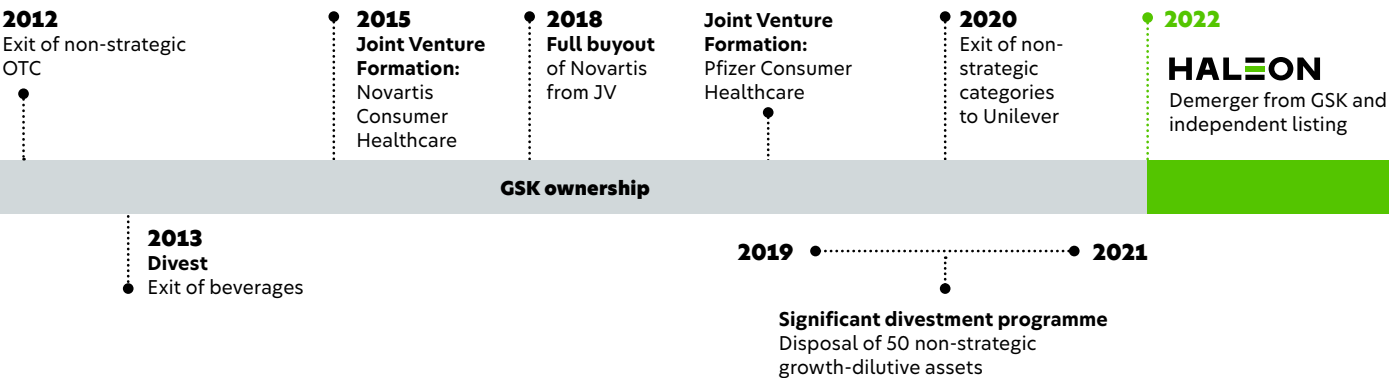 2012
Exit of non-strategic
OTC
2015
Joint Venture
Formation:
Novartis
Consumer
Healthcare
2018
Full buyout
of Novartis
from JV
Joint Venture
Formation:
Pfizer Consumer
Healthcare
2020
Exit of non-
strategic
categories
to Unilever
2022
HALEON
Demerger from GSK and
independent listing
GSK ownership
2013
Divest
Exit of beverages
2019
2021
Significant divestment programme
Disposal of 50 non-strategic
growth-dilutive assets